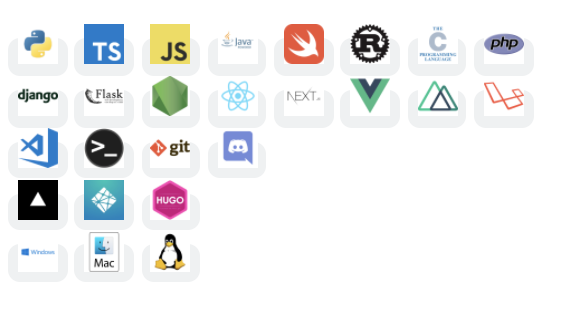 TS
JS
Java
R
THE
C
PROGRAMMING
LANGUAGE
php
django
Flask
NEXT
>_
git
HUGO
Windows
Mac